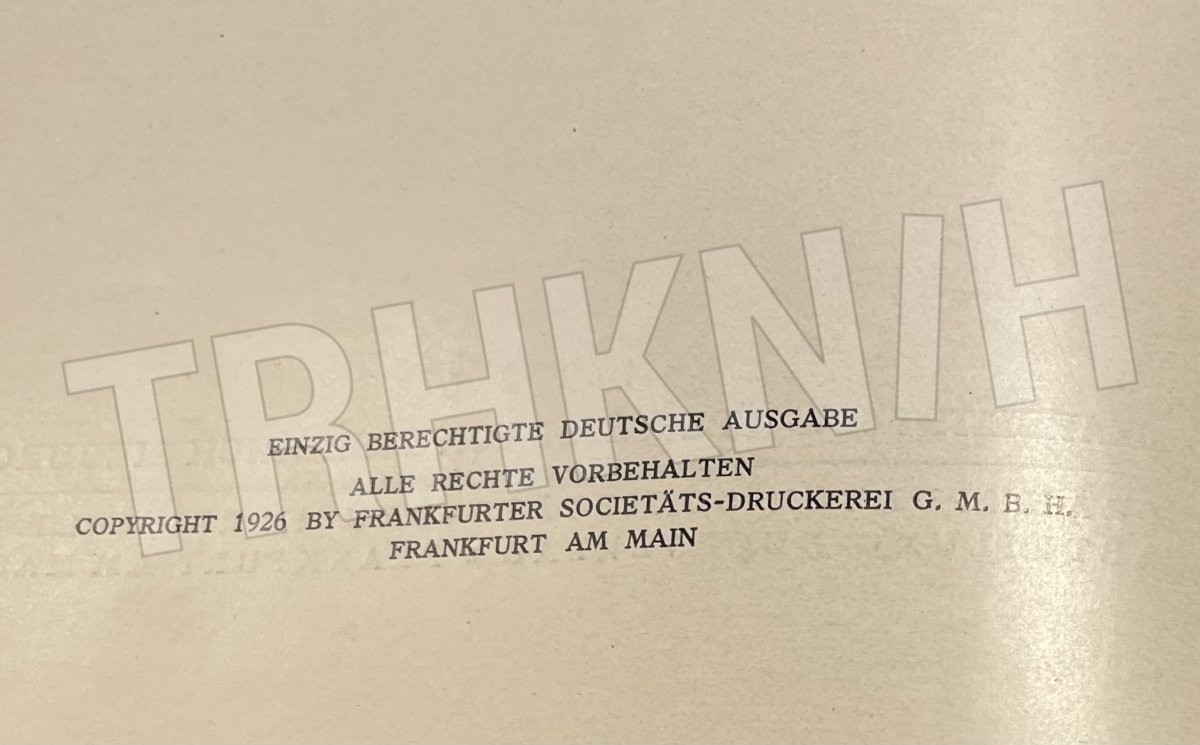 TRHKN/H
EINZIG BERECHTIGTE DEUTSCHE AUSGABE
ALLE RECHTE VORBEHALTEN
COPYRIGHT 1926 BY FRANKFURTER SOCIETÄTS-DRUCKEREI G. M. B. H.
FRANKFURT AM MAIN